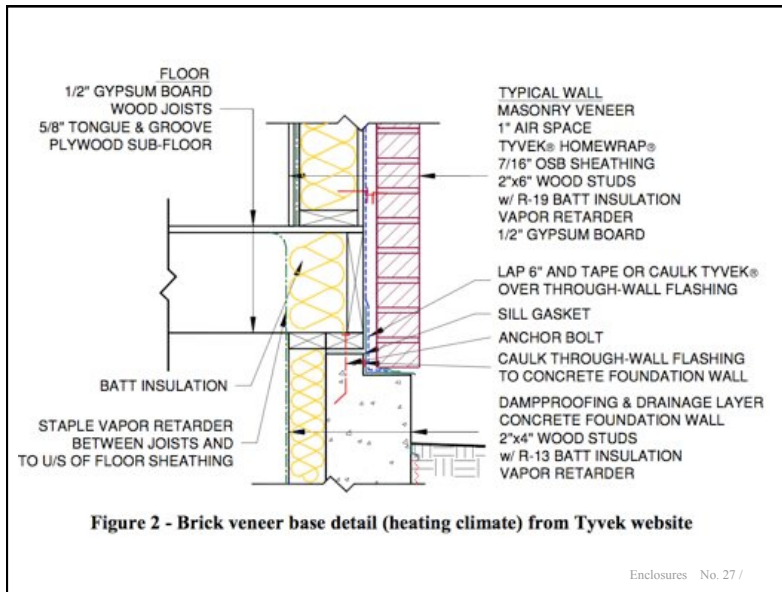 FLOOR
1/2" GYPSUM BOARD
WOOD JOISTS
5/8" TONGUE & GROOVE
PLYWOOD SUB-FLOOR
BATT INSULATION
STAPLE VAPOR RETARDER
BETWEEN JOISTS AND
TO U/S OF FLOOR SHEATHING
TYPICAL WALL
MASONRY VENEER
1" AIR SPACE
TYVEK® HOMEWRAP®
7/16" OSB SHEATHING
2"x6" WOOD STUDS
w/ R-19 BATT INSULATION
VAPOR RETARDER
1/2" GYPSUM BOARD
LAP 6" AND TAPE OR CAULK TYVEK®
OVER THROUGH-WALL FLASHING
SILL GASKET
ANCHOR BOLT
CAULK THROUGH-WALL FLASHING
TO CONCRETE FOUNDATION WALL
DAMPPROOFING & DRAINAGE LAYER
CONCRETE FOUNDATION WALL
2"x4" WOOD STUDS
w/ R-13 BATT INSULATION
VAPOR RETARDER
Figure 2 - Brick veneer base detail (heating climate) from Tyvek website
Enclosures No. 27 /